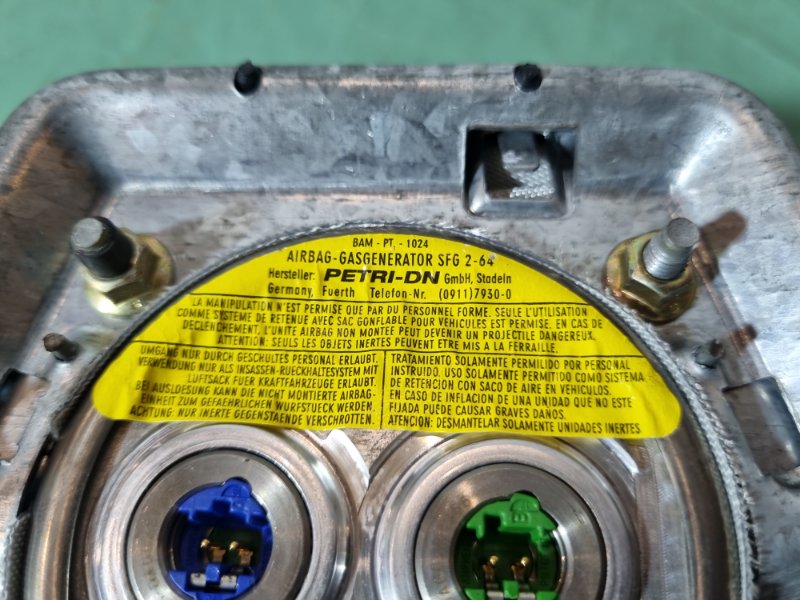 BAM - PT. - 1024
AIRBAG-GASGENERATOR SFG 2-64
Hersteller: PETRI-DN GmbH, Stadeln
Germany, Fuerth Telefon-Nr. (0911)7930-0
LA MANIPULATION N'EST PERMISE QUE PAR DU PERSONNEL FORME. SEULE L'UTILISATION
COMME SYSTEME DE RETENUE AVEC SAC GONFLABLE POUR VEHICULES EST PERMISE. EN CAS DE
DECLENCHEMENT, L'UNITE AIRBAG NON MONTEE PEUT DEVENIR UN PROJECTILE DANGEREUX.
ATTENTION: SEULS LES OBJETS INERTES PEUVENT ETRE MIS A LA FERRAILLE.
UMGANG NUR DURCH GESCHULTES PERSONAL ERLAUBT.
VERWENDUNG NUR ALS INSASSEN-RUECKHALTESYSTEM MIT
LUFTSACK FUER KRAFTFAHRZEUGE ERLAUBT.
BEI AUSLOESUNG KANN DIE NICHT MONTIERTE AIRBAG-
EINHEIT ZUM GEFAEHRLICHEN WURFSTUECK WERDEN.
ACHTUNG: NUR INERTE GEGENSTAENDE VERSCHROTTEN.
TRATAMIENTO SOLAMENTE PERMILIDO POR PERSONAL
INSTRUIDO. USO SOLAMENTE PERMITIDO COMO SISTEMA
DE RETENCION CON SACO DE AIRE EN VEHICULOS.
EN CASO DE INFLACION DE UNA UNIDAD QUE NO ESTE
FIJADA PUEDE CAUSAR GRAVES DANOS.
ATENCION: DESMANTELAR SOLAMENTE UNIDADES INERTES